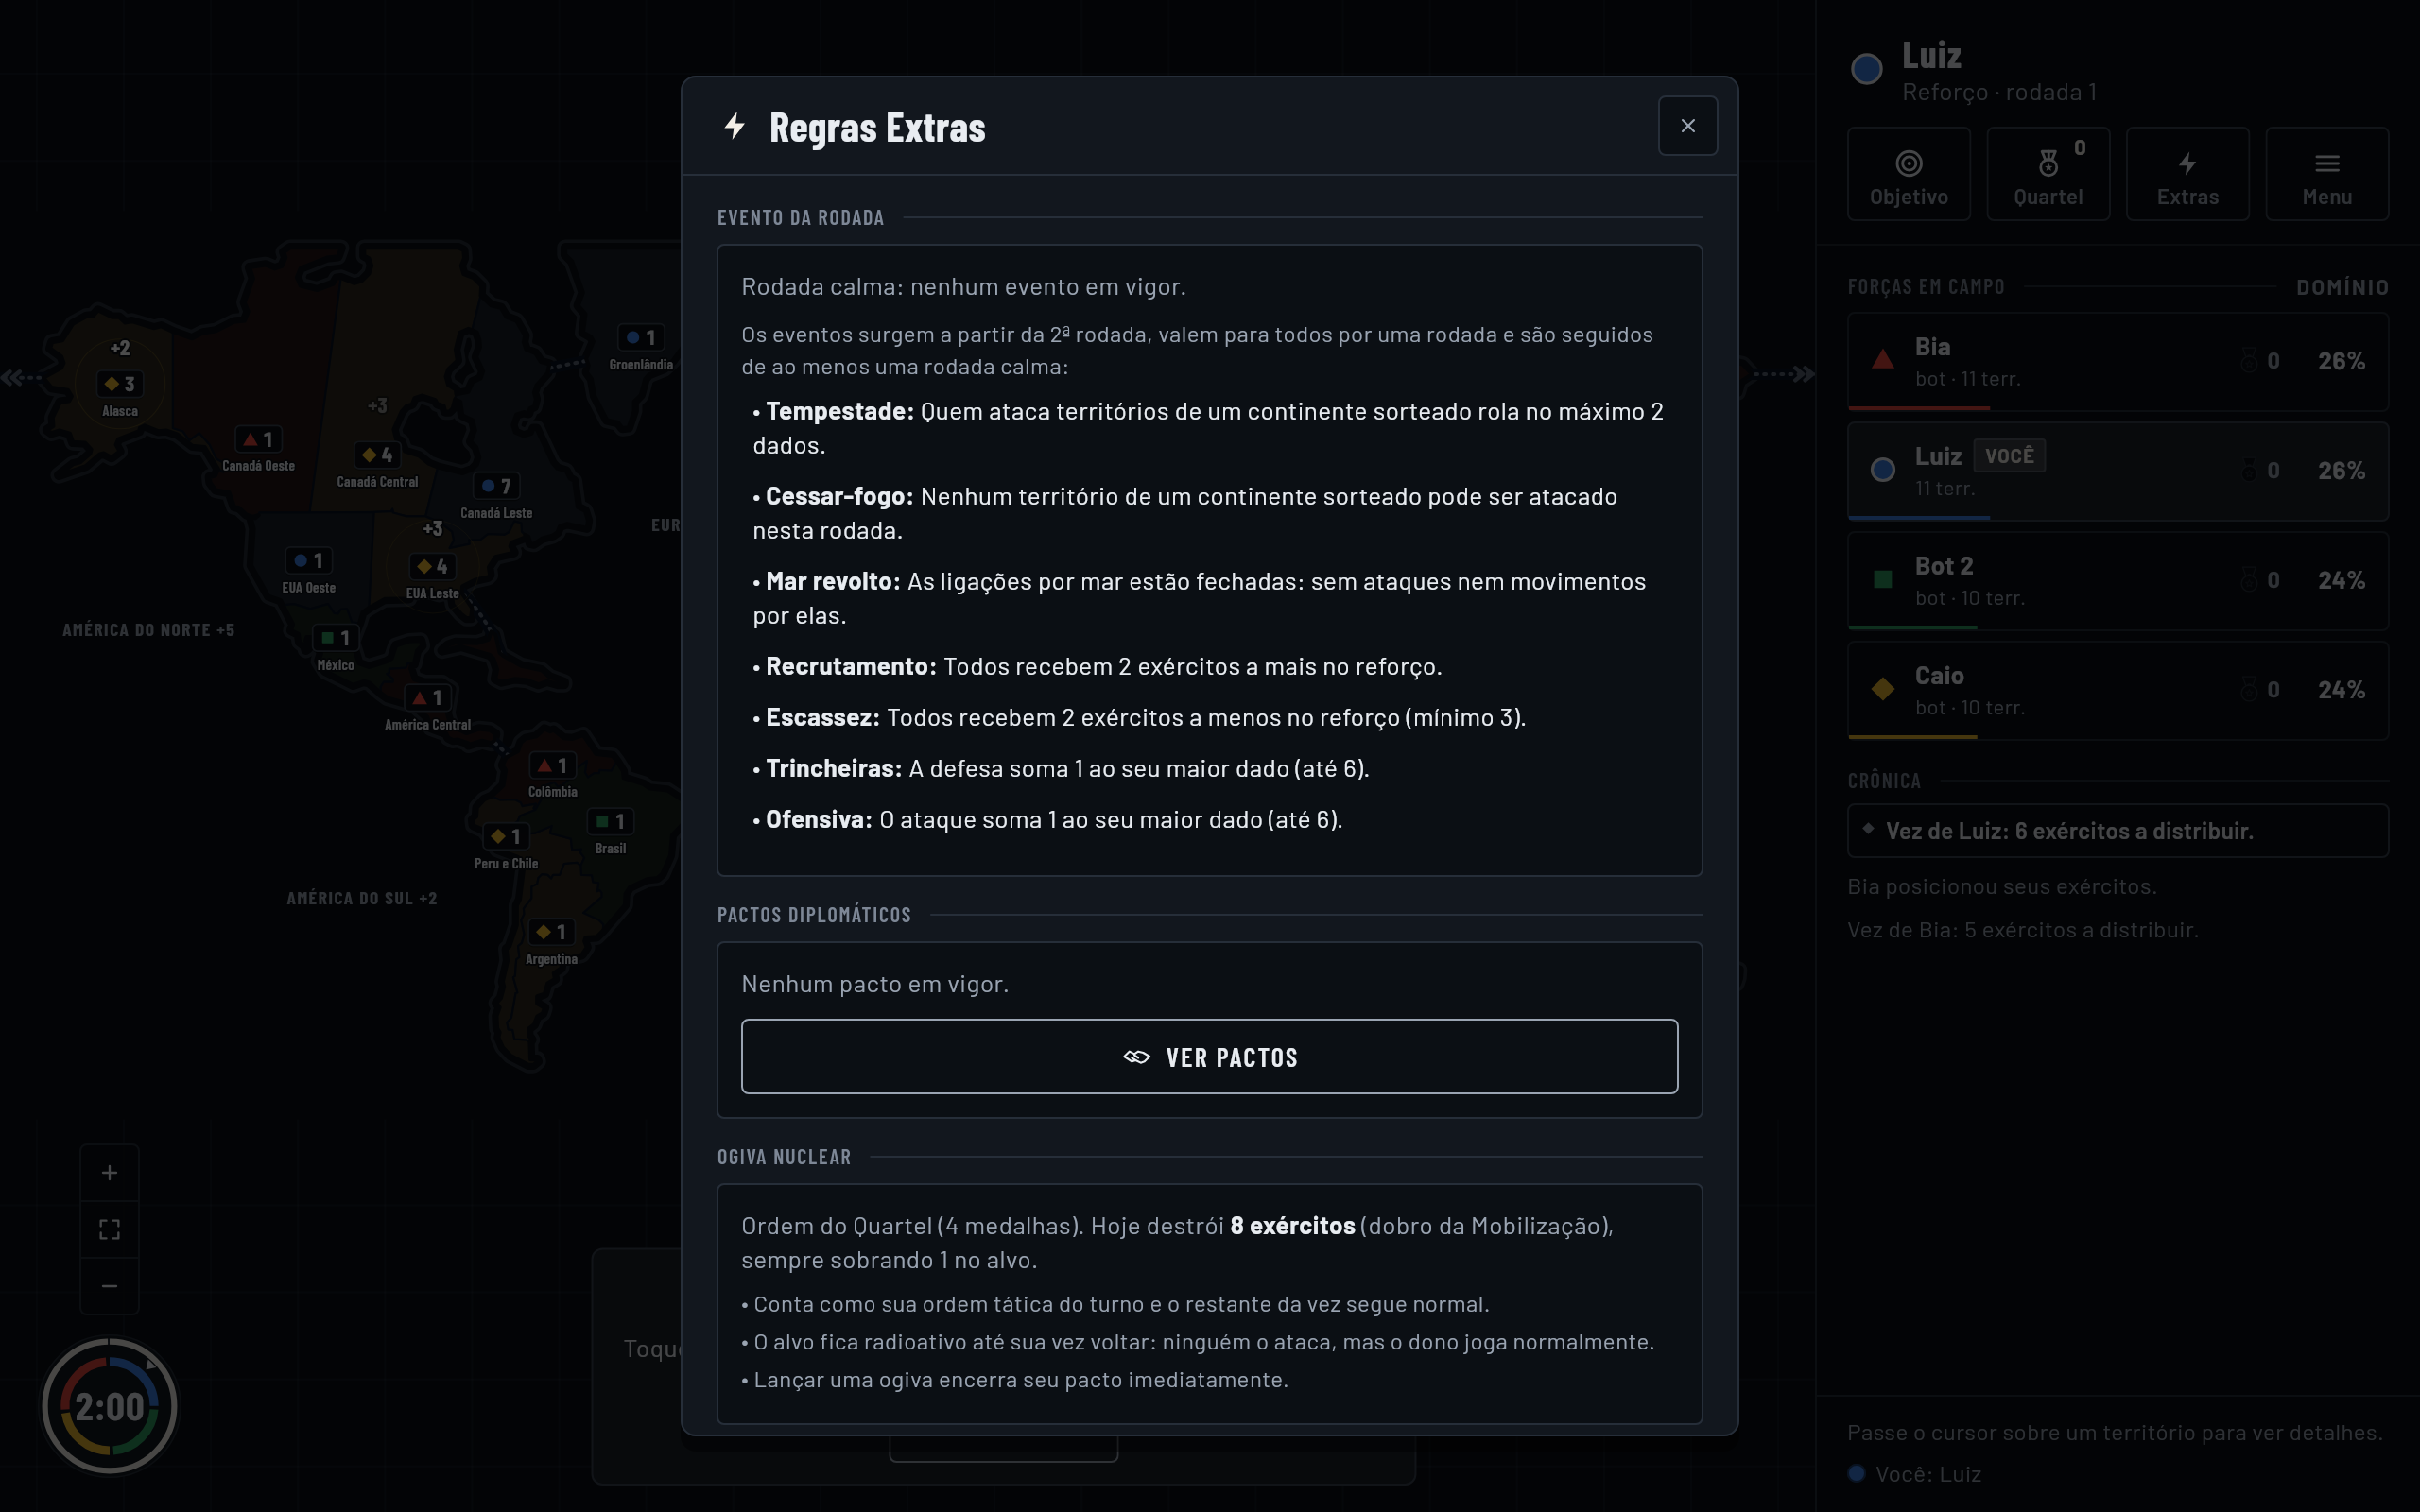 Regras Extras
EVENTO DA RODADA
Rodada calma: nenhum evento em vigor.
Os eventos surgem a partir da 2ª rodada, valem para todos por uma rodada e são seguidos
de ao menos uma rodada calma:
• Tempestade: Quem ataca territórios de um continente sorteado rola no máximo 2
dados.
• Cessar-fogo: Nenhum território de um continente sorteado pode ser atacado
nesta rodada.
• Mar revolto: As ligações por mar estão fechadas: sem ataques nem movimentos
por elas.
• Recrutamento: Todos recebem 2 exércitos a mais no reforço.
• Escassez: Todos recebem 2 exércitos a menos no reforço (mínimo 3).
• Trincheiras: A defesa soma 1 ao seu maior dado (até 6).
• Ofensiva: O ataque soma 1 ao seu maior dado (até 6).
PACTOS DIPLOMÁTICOS
Nenhum pacto em vigor.
VER PACTOS
OGIVA NUCLEAR
Ordem do Quartel (4 medalhas). Hoje destrói 8 exércitos (dobro da Mobilização),
sempre sobrando 1 no alvo.
• Conta como sua ordem tática do turno e o restante da vez segue normal.
• O alvo fica radioativo até sua vez voltar: ninguém o ataca, mas o dono joga normalmente.
• Lançar uma ogiva encerra seu pacto imediatamente.
+2
3
Alasca
1
Canadá Oeste
+3
4
Canadá Central
7
Canadá Leste
1
Groenlândia
EUR
1
EUA Oeste
+3
4
EUA Leste
AMÉRICA DO NORTE +5
1
México
1
América Central
1
Colômbia
1
Peru e Chile
1
Brasil
AMÉRICA DO SUL +2
1
Argentina
+
−
2:00
Toqu
Luiz
Reforço · rodada 1
Objetivo
0
Quartel
Extras
Menu
FORÇAS EM CAMPO
DOMÍNIO
Bia
bot · 11 terr.
0
26%
Luiz VOCÊ
11 terr.
0
26%
Bot 2
bot · 10 terr.
0
24%
Caio
bot · 10 terr.
0
24%
CRÔNICA
Vez de Luiz: 6 exércitos a distribuir.
Bia posicionou seus exércitos.
Vez de Bia: 5 exércitos a distribuir.
Passe o cursor sobre um território para ver detalhes.
Você: Luiz